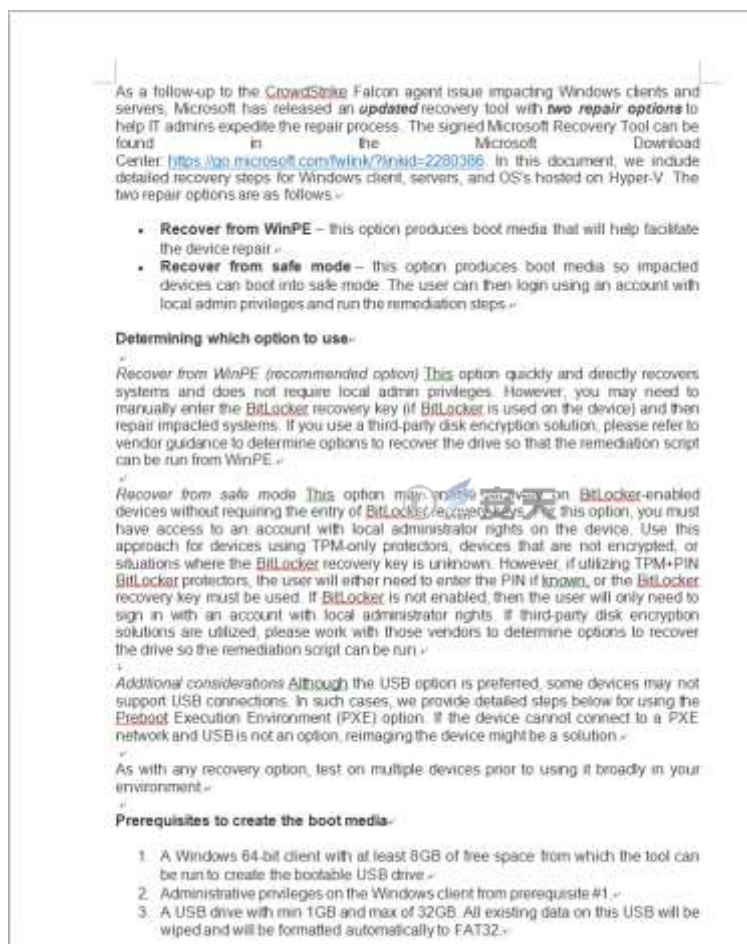 As a follow-up to the CrowdStrike Falcon agent issue impacting Windows clients and
servers, Microsoft has released an updated recovery tool with two repair options to
help IT admins expedite the repair process. The signed Microsoft Recovery Tool can be
found in the Microsoft Download
Center: https://go.microsoft.com/fwlink/?linkid=2280386. In this document, we include
detailed recovery steps for Windows client, servers, and OS's hosted on Hyper-V. The
two repair options are as follows
• Recover from WinPE – this option produces boot media that will help facilitate
the device repair.
• Recover from safe mode – this option produces boot media so impacted
devices can boot into safe mode. The user can then login using an account with
local admin privileges and run the remediation steps.
Determining which option to use
Recover from WinPE (recommended option) This option quickly and directly recovers
systems and does not require local admin privileges. However, you may need to
manually enter the BitLocker recovery key (if BitLocker is used on the device) and then
repair impacted systems. If you use a third-party disk encryption solution, please refer to
vendor guidance to determine options to recover the drive so that the remediation script
can be run from WinPE.
安天
Recover from safe mode This option may enable on BitLocker-enabled
devices without requiring the entry of BitLocker recovery this option, you must
have access to an account with local administrator rights on the device. Use this
approach for devices using TPM-only protectors, devices that are not encrypted, or
situations where the BitLocker recovery key is unknown. However, if utilizing TPM+PIN
BitLocker protectors, the user will either need to enter the PIN if known, or the BitLocker
recovery key must be used. If BitLocker is not enabled, then the user will only need to
sign in with an account with local administrator rights. If third-party disk encryption
solutions are utilized, please work with those vendors to determine options to recover
the drive so the remediation script can be run.
Additional considerations Although the USB option is preferred, some devices may not
support USB connections. In such cases, we provide detailed steps below for using the
Preboot Execution Environment (PXE) option. If the device cannot connect to a PXE
network and USB is not an option, reimaging the device might be a solution.
As with any recovery option, test on multiple devices prior to using it broadly in your
environment.
Prerequisites to create the boot media
1. A Windows 64-bit client with at least 8GB of free space from which the tool can
be run to create the bootable USB drive.
2. Administrative privileges on the Windows client from prerequisite #1.
3. A USB drive with min 1GB and max of 32GB. All existing data on this USB will be
wiped and will be formatted automatically to FAT32.